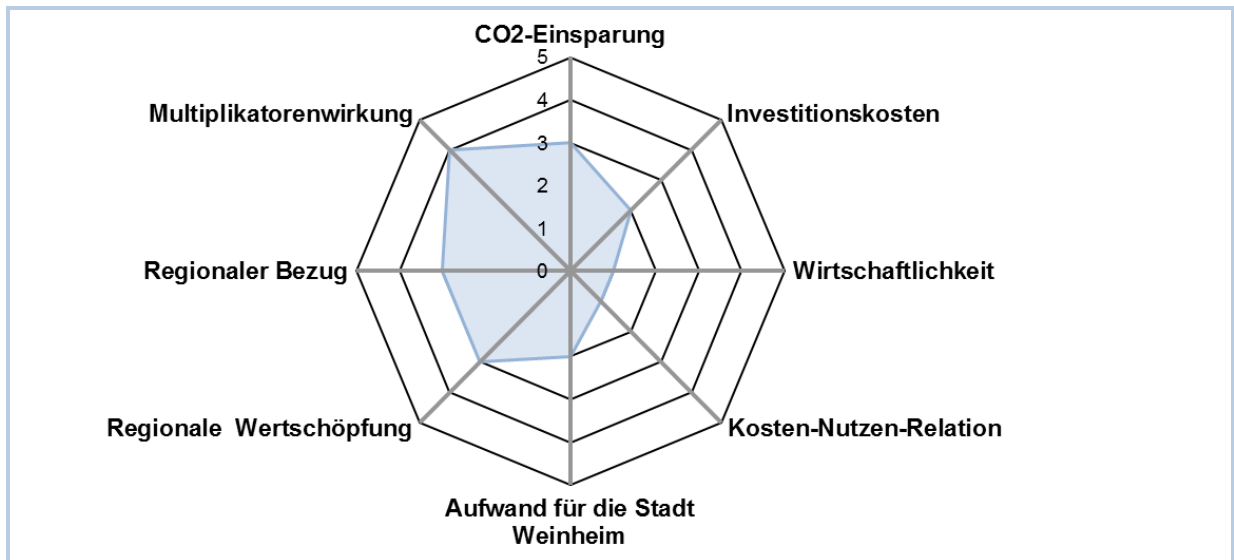 CO2-Einsparung
5
4
3
2
1
0
Investitionskosten
Wirtschaftlichkeit
Kosten-Nutzen-Relation
Aufwand für die Stadt
Weinheim
Regionale  Wertschöpfung
Regionaler Bezug
Multiplikatorenwirkung